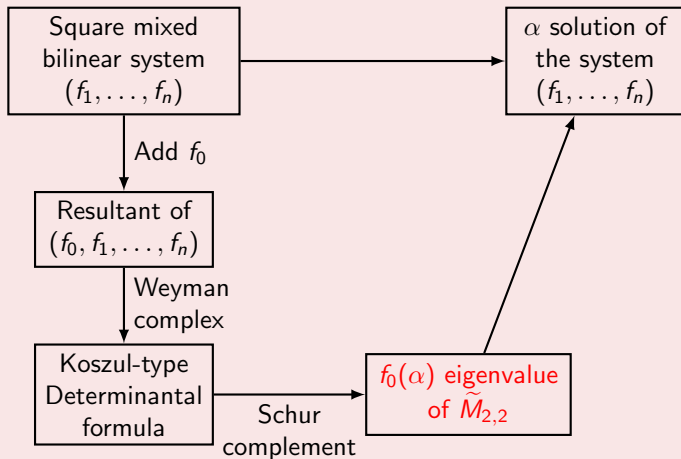 Square mixed
bilinear system
(f₁, . . . , fₙ)
α solution of
the system
(f₁, . . . , fₙ)
Add f₀
Resultant of
(f₀, f₁, . . . , fₙ)
Weyman
complex
Koszul-type
Determinantal
formula
Schur
complement
f₀(α) eigenvalue
of M̃₂,₂